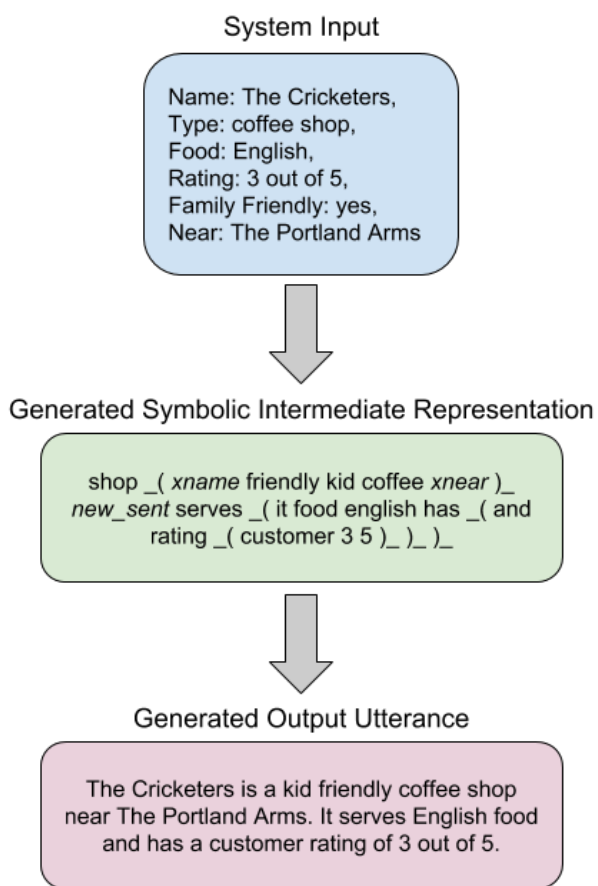 System Input
Name: The Cricketers,
Type: coffee shop,
Food: English,
Rating: 3 out of 5,
Family Friendly: yes,
Near: The Portland Arms
Generated Symbolic Intermediate Representation
shop _( xname friendly kid coffee xnear )_
new_sent serves _( it food english has _( and
rating _( customer 3 5 )_ )_ )_
Generated Output Utterance
The Cricketers is a kid friendly coffee shop
near The Portland Arms. It serves English food
and has a customer rating of 3 out of 5.